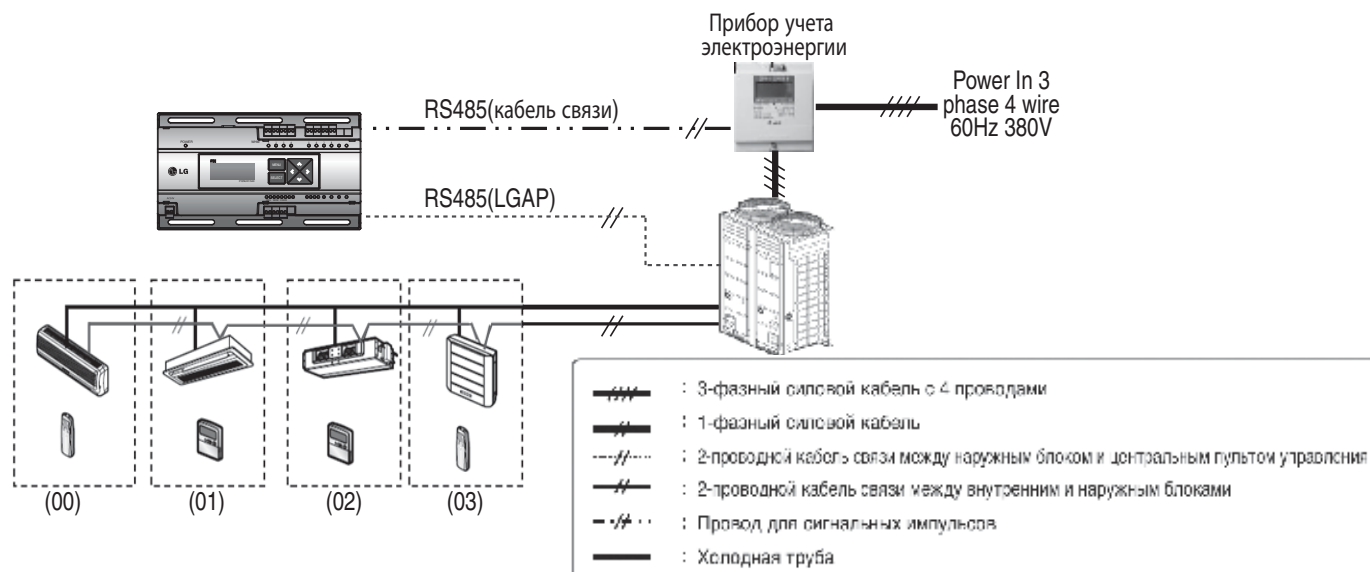 Прибор учета
электроэнергии
Power In 3
phase 4 wire
60Hz 380V
RS485(кабель связи)
LG
RS485(LGAP)
(00)
(01)
(02)
(03)
: 3-фазный силовой кабель с 4 проводами
: 1-фазный силовой кабель
: 2-проводной кабель связи между наружным блоком и центральным пультом управления
: 2-проводной кабель связи между внутренним и наружным блоками
: Провод для сигнальных импульсов
: Холодная труба